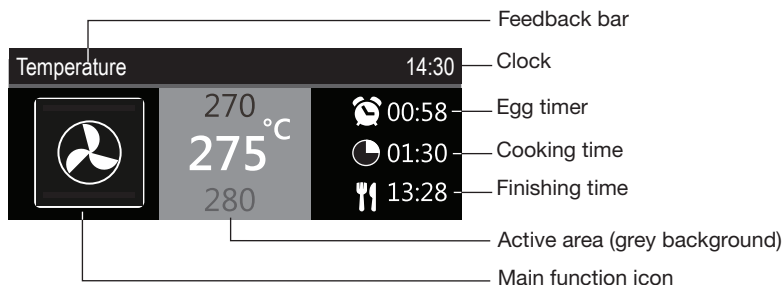 Feedback bar
Temperature 14:30 Clock
270 00:58 Egg timer
275 °C 01:30 Cooking time
280 13:28 Finishing time
Active area (grey background)
Main function icon